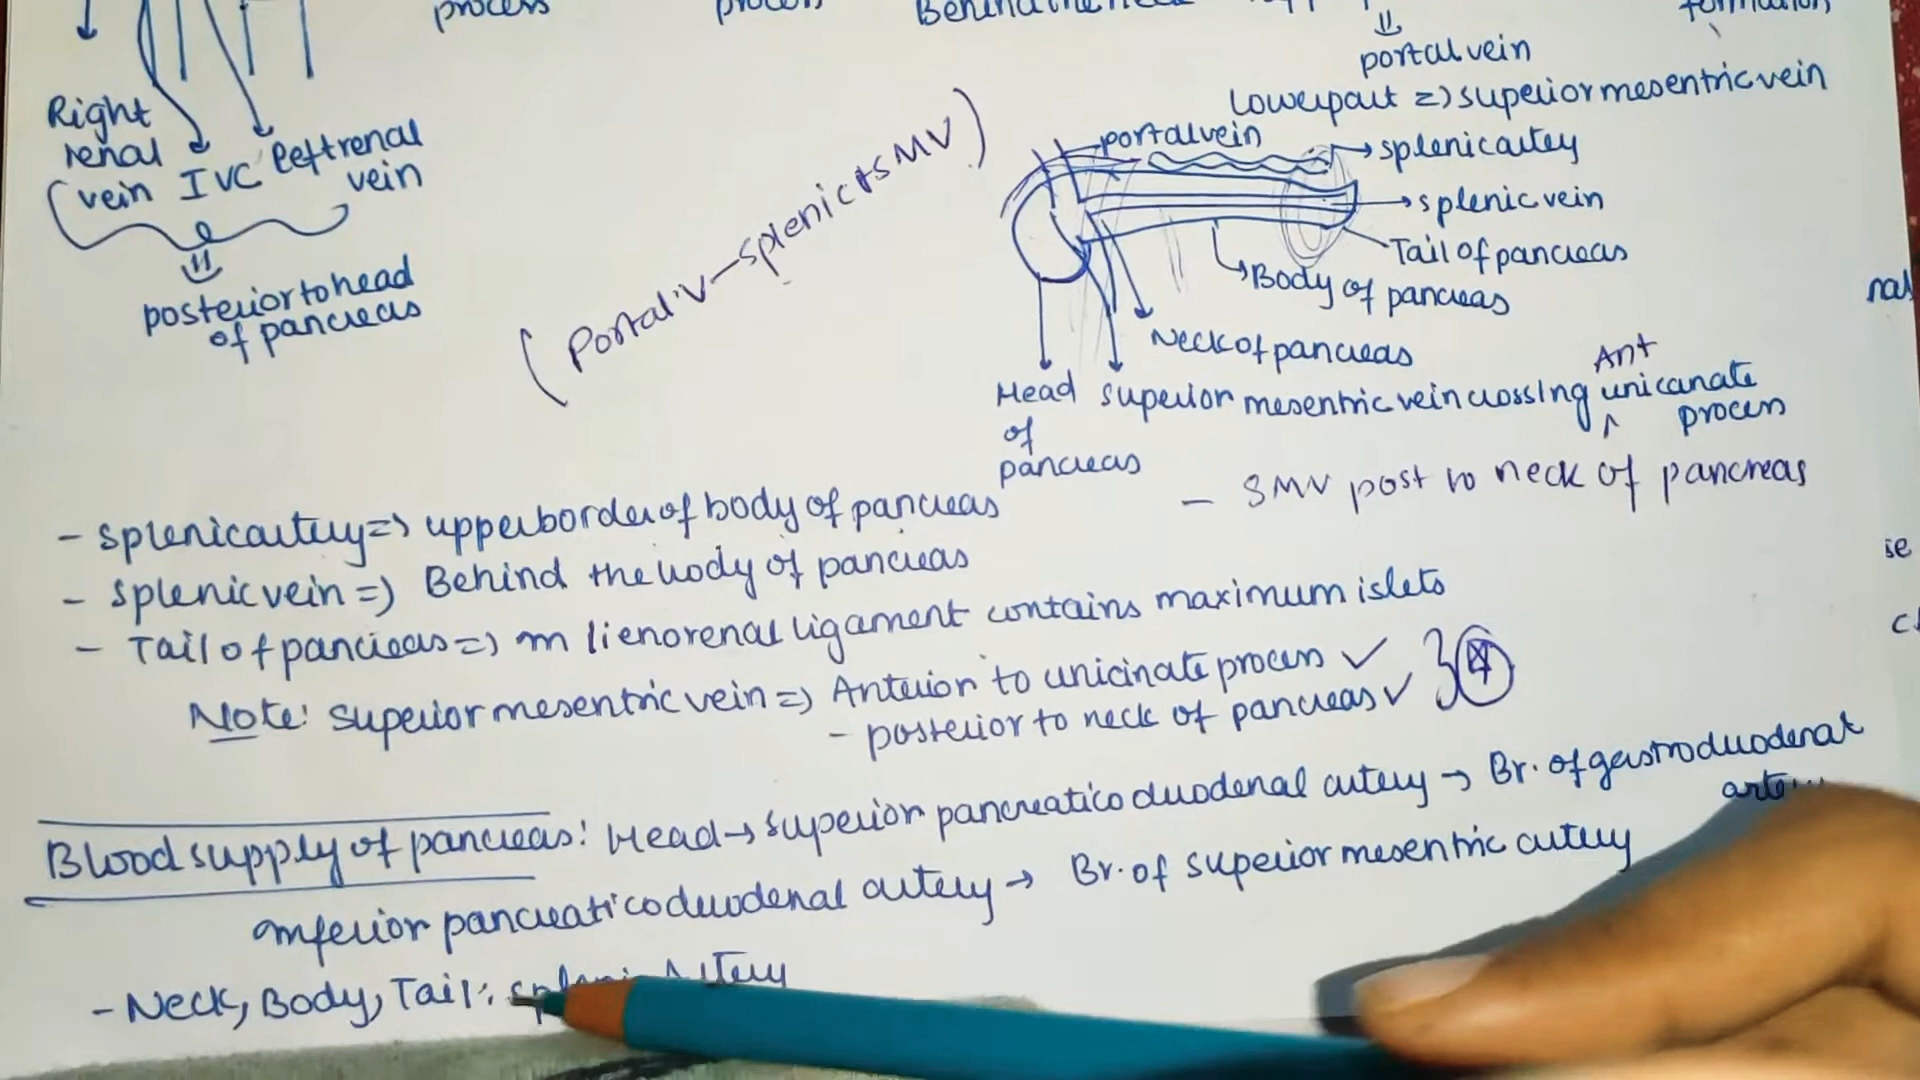 process
Behind the
portal vein
Lower part => superior mesentric vein
Right
renal
vein
IVC
left renal
vein
posterior to head
of pancreas
(Portal V - splenic + SMV)
portal vein
splenic artery
splenic vein
Tail of pancreas
Body of pancreas
Neck of pancreas
Head of pancreas
superior mesentric vein crossing Ant unicanate process
- SMV post to neck of pancreas
- splenic artery => upper border of body of pancreas
- splenic vein => Behind the body of pancreas
- Tail of pancreas => In lienorenal ligament contains maximum islets
Note: superior mesentric vein => Anterior to unicinate process ✓
- posterior to neck of pancreas ✓
Blood supply of pancreas: Head → superior pancreatico duodenal artery → Br. of gastroduodenal
Inferior pancreatico duodenal artery → Br. of superior mesentric artery
- Neck, Body, Tail: